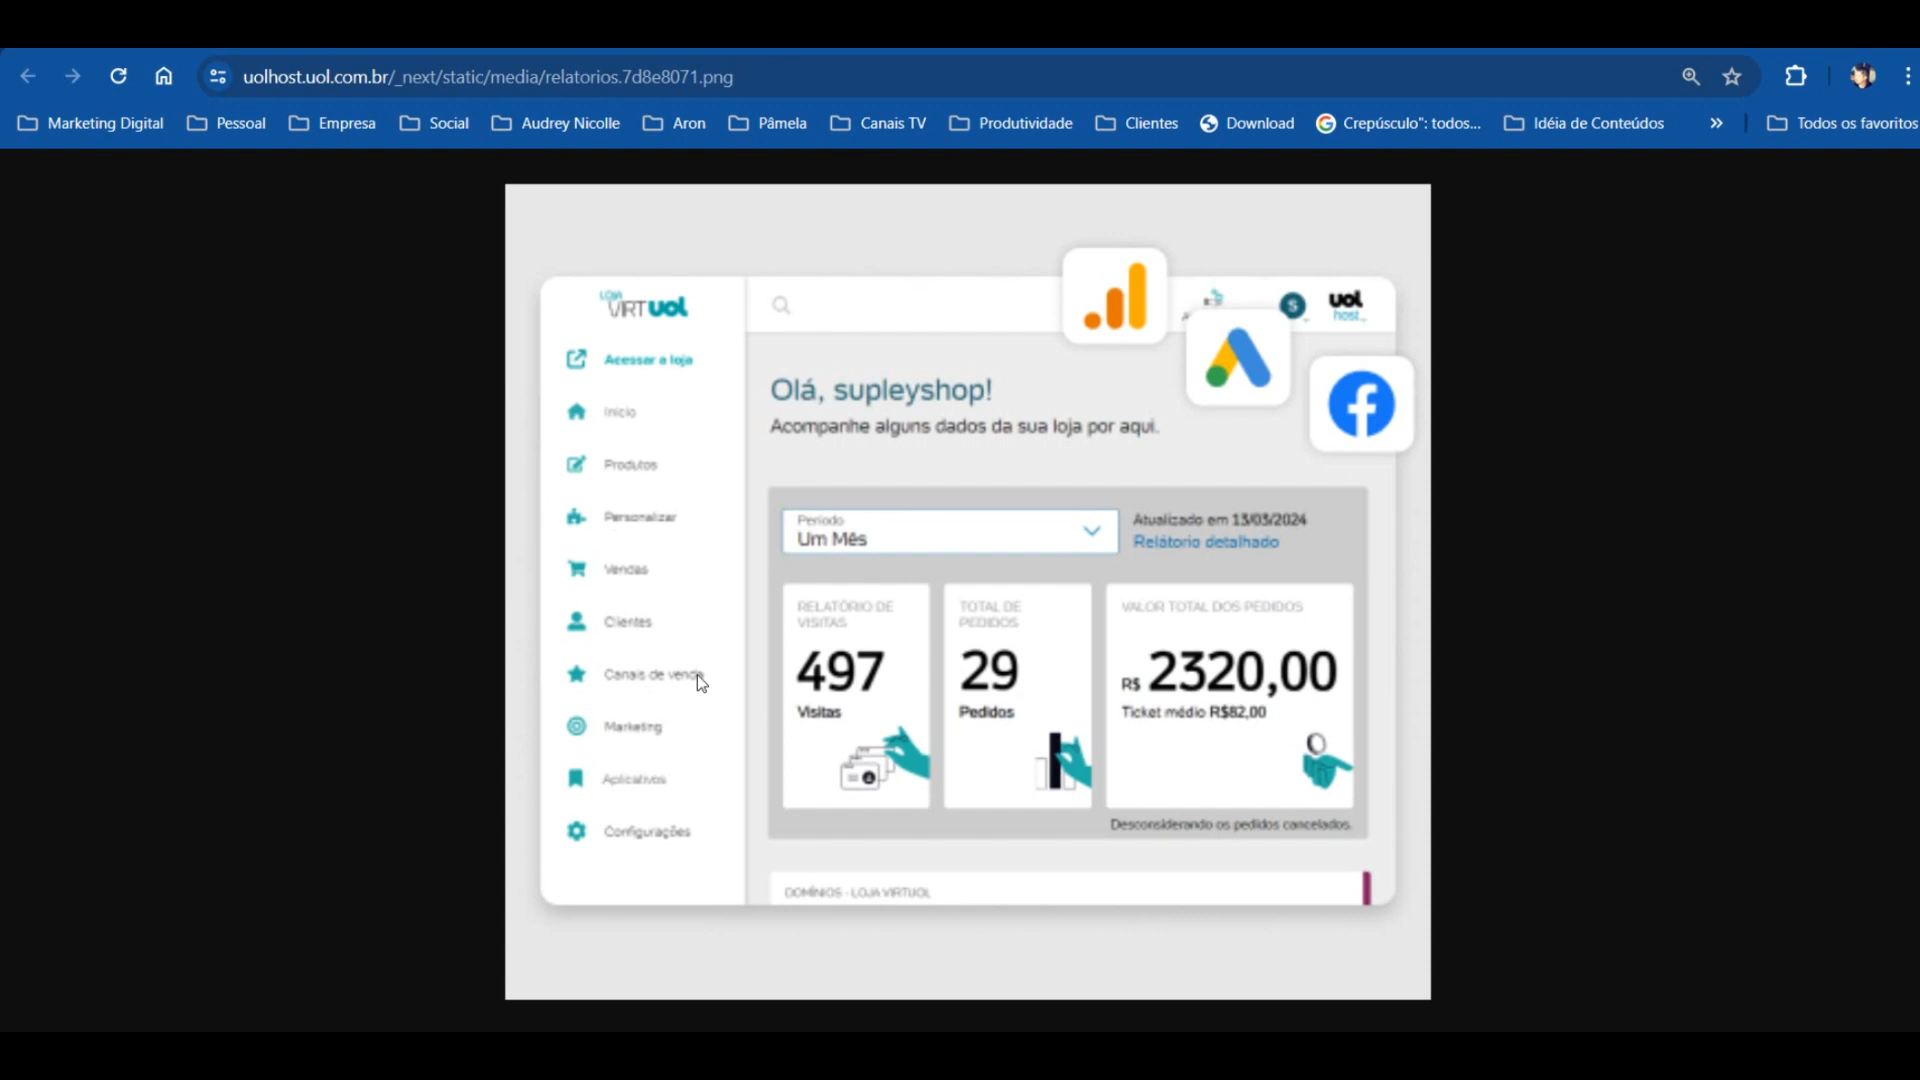 uolhost.uol.com.br/_next/static/media/relatorios.7d8e8071.png
Marketing Digital
Pessoal
Empresa
Social
Audrey Nicolle
Aron
Pâmela
Canais TV
Produtividade
Clientes
Download
Crepúsculo": todos...
Idéia de Conteúdos
Todos os favoritos
LOJA
VIRTUOL
S
uol
host
Acessar a loja
Início
Produtos
Personalizar
Vendas
Clientes
Canais de venda
Marketing
Aplicativos
Configurações
Olá, supleyshop!
Acompanhe alguns dados da sua loja por aqui.
Período
Um Mês
Atualizado em 13/03/2024
Relátorio detalhado
RELATÓRIO DE
VISITAS
497
Visitas
TOTAL DE
PEDIDOS
29
Pedidos
VALOR TOTAL DOS PEDIDOS
R$ 2320,00
Ticket médio R$82,00
Desconsiderando os pedidos cancelados.
DOMÍNIOS - LOJA VIRTUOL